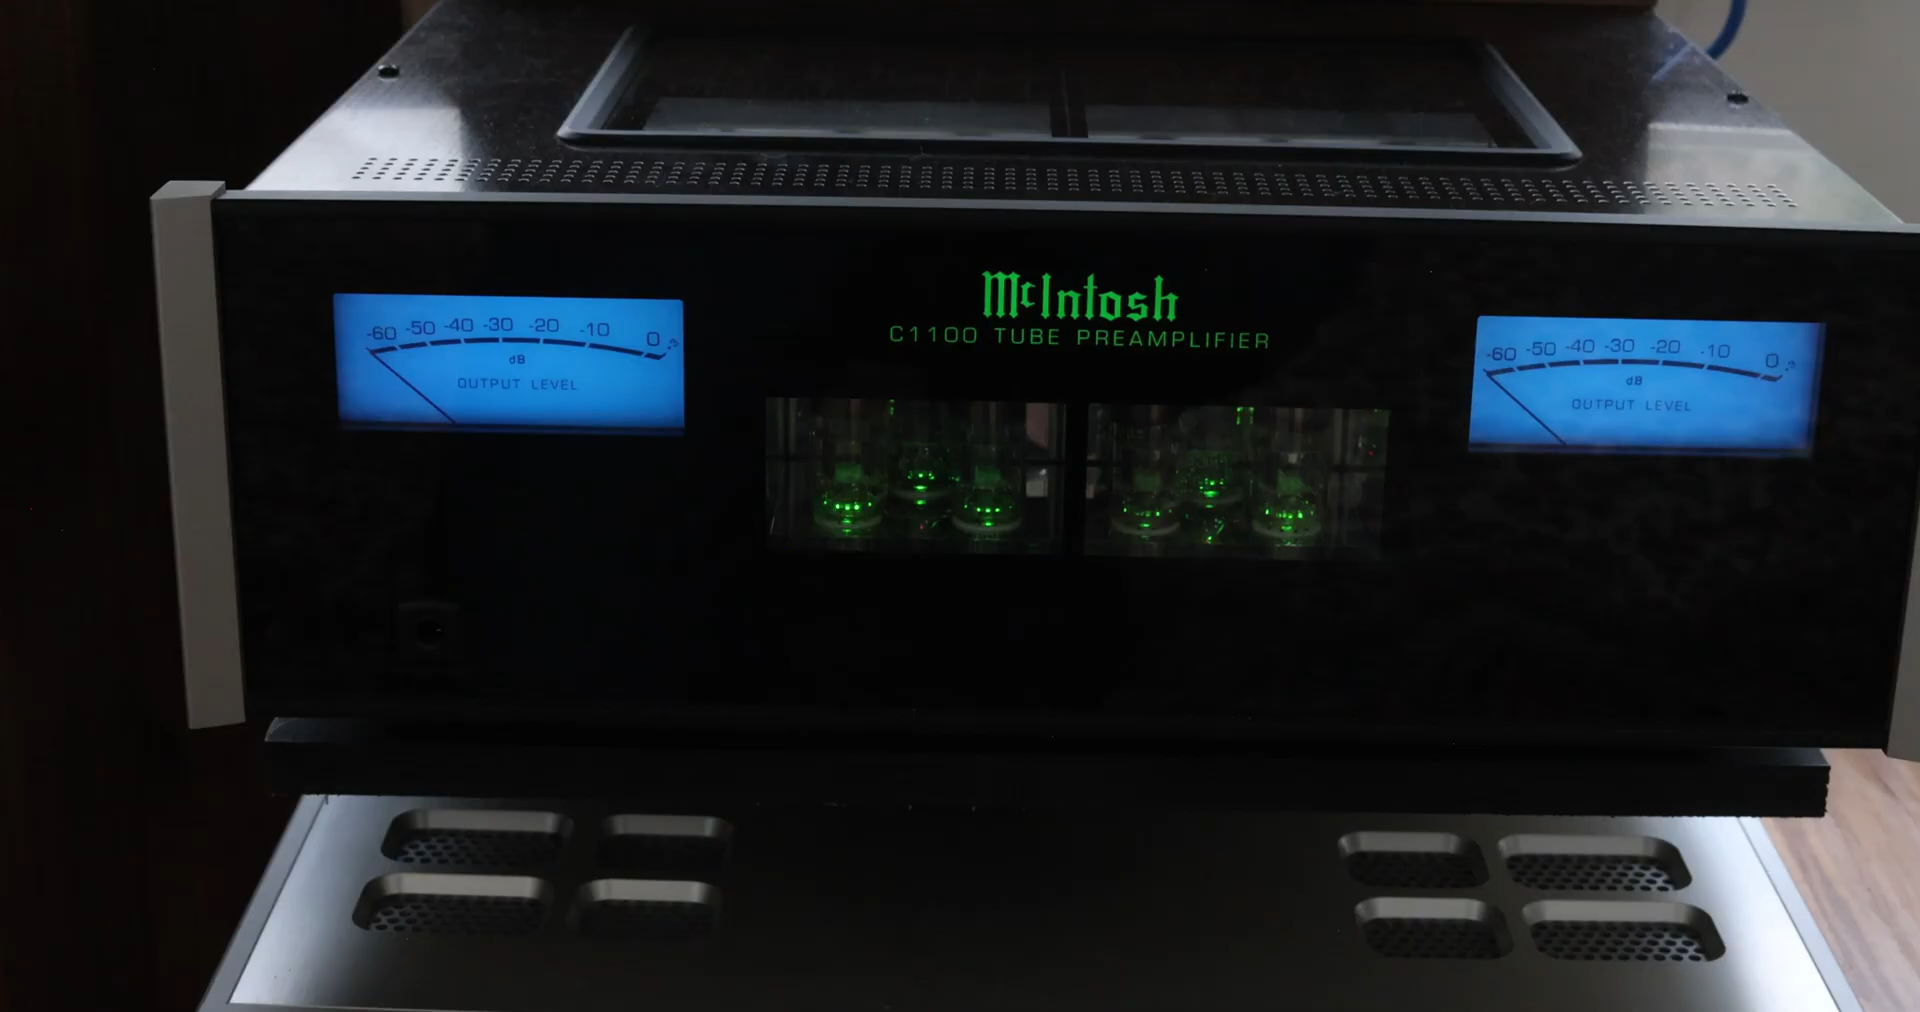 McIntosh
C1100 TUBE PREAMPLIFIER
-60 -50 -40 -30 -20 -10 0
dB
OUTPUT LEVEL
-60 -50 -40 -30 -20 -10 0
dB
OUTPUT LEVEL